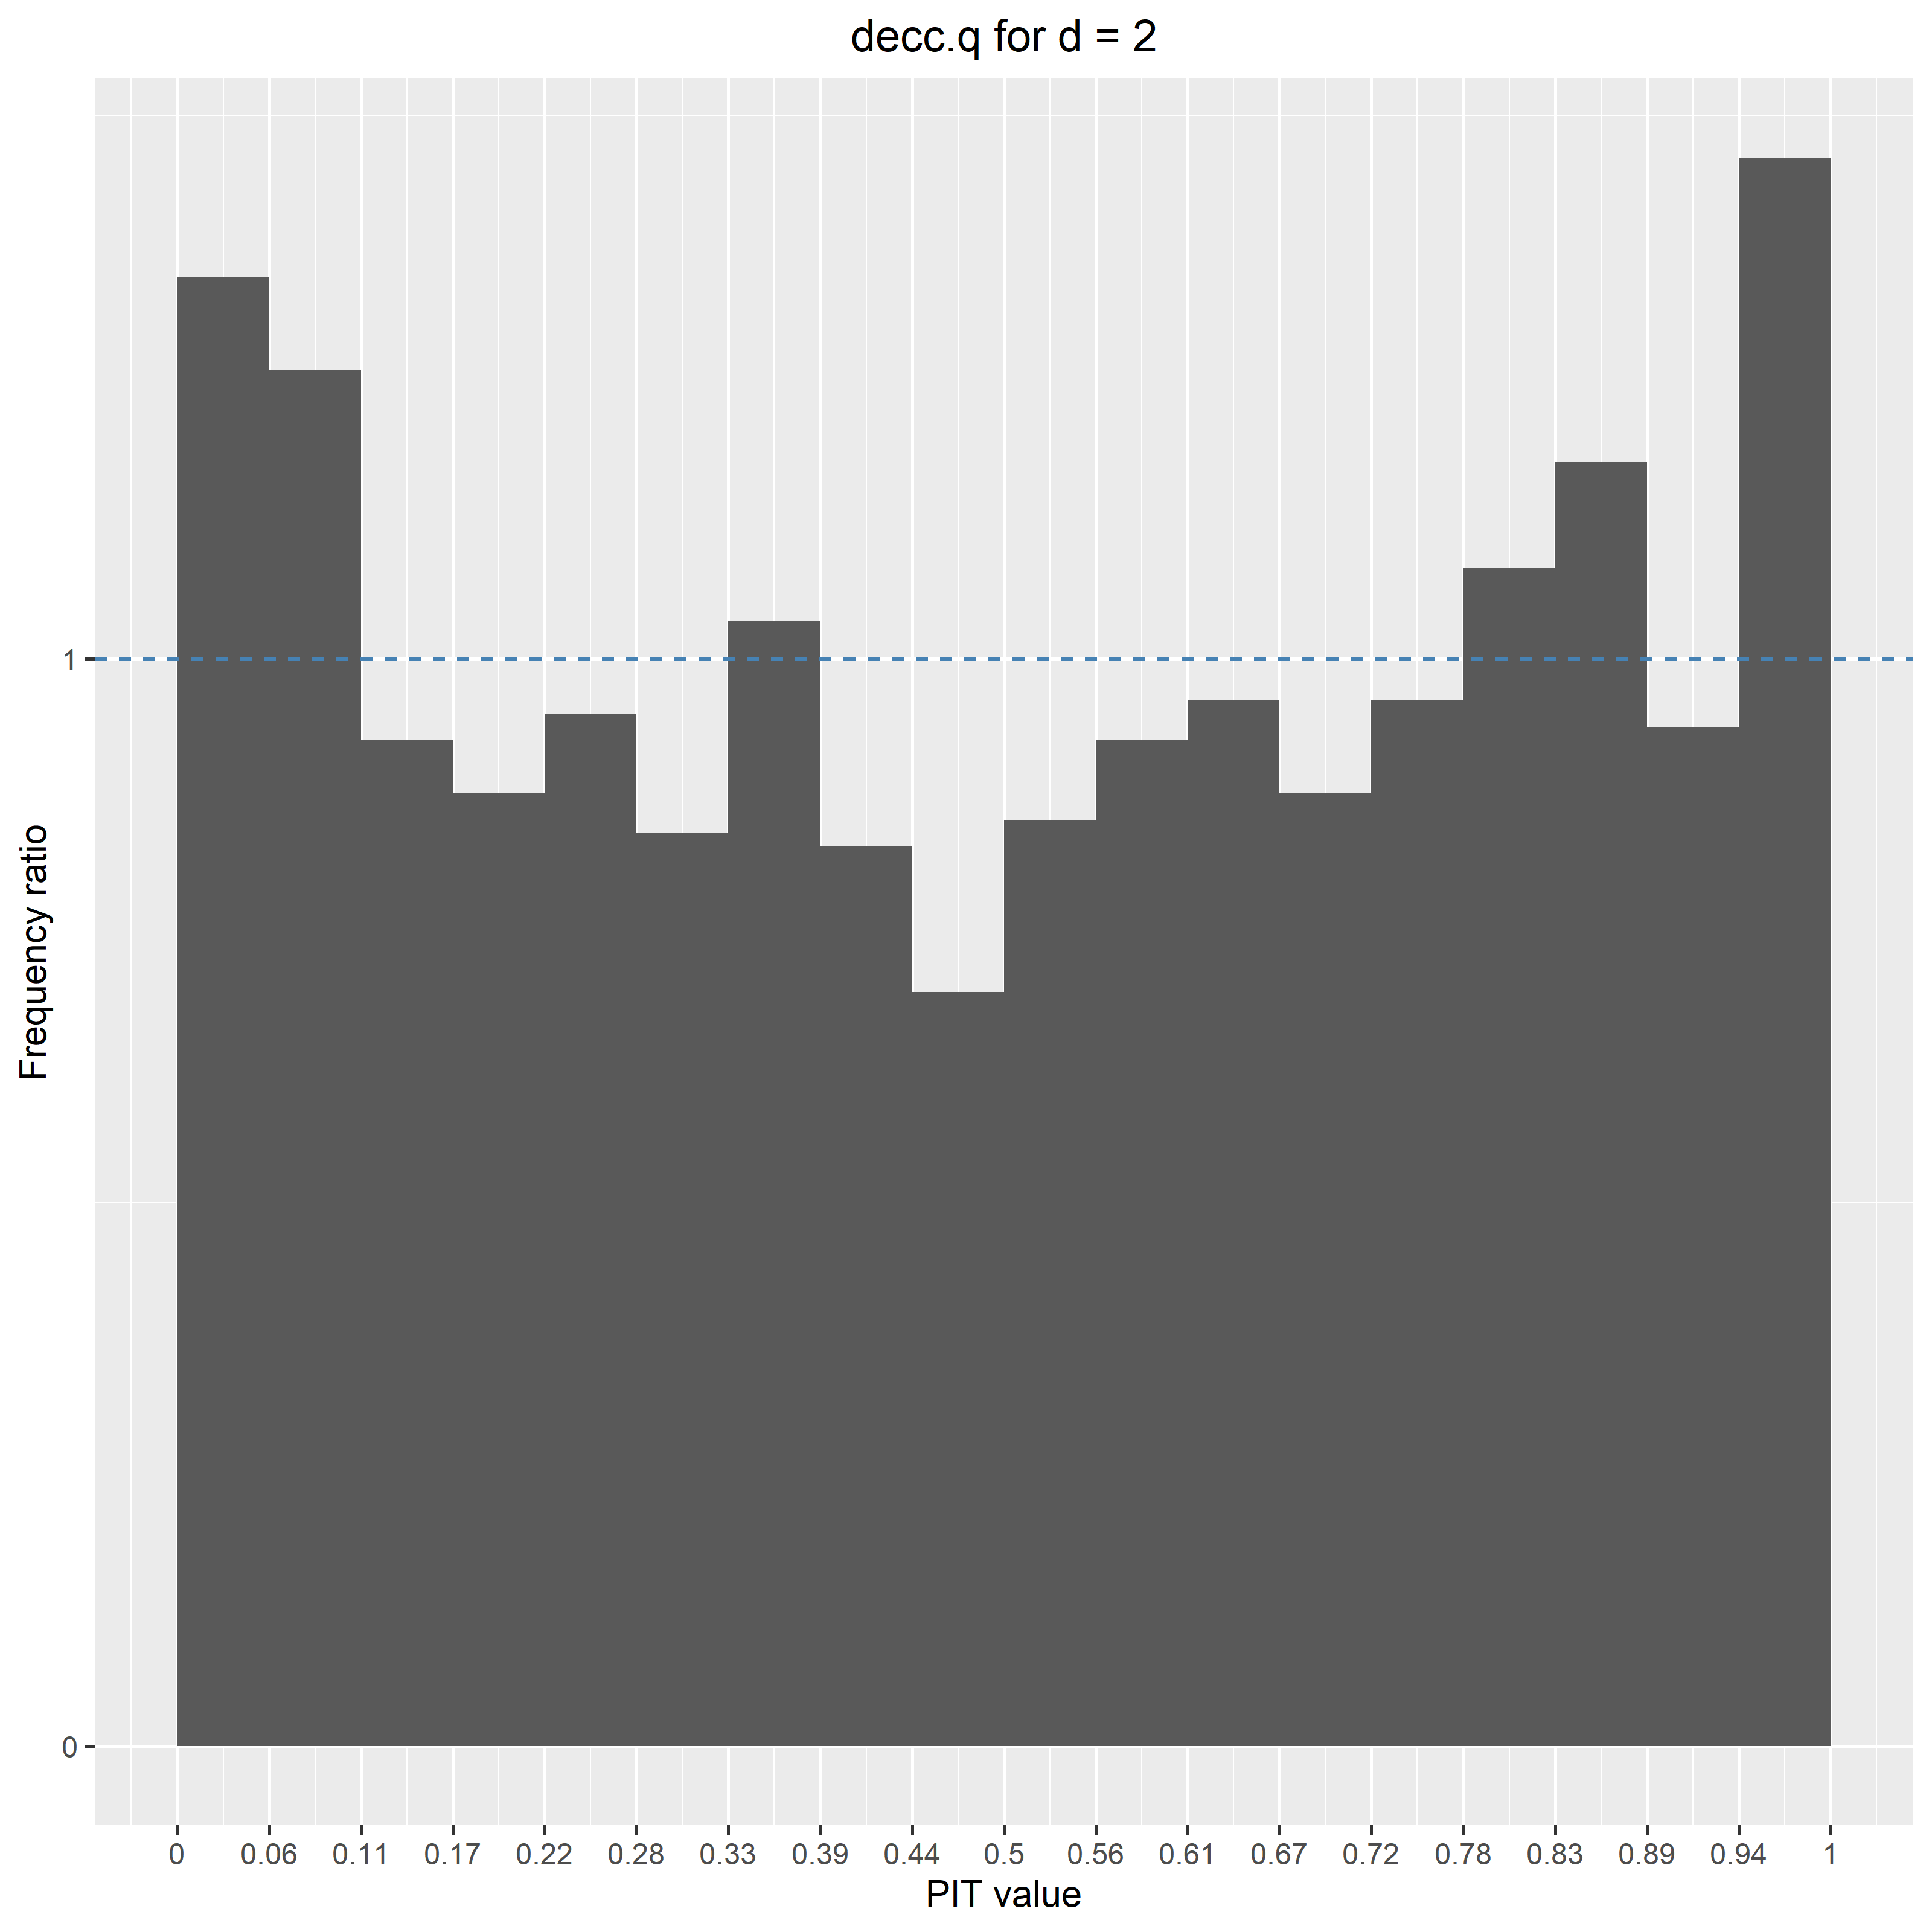 decc.q for d = 2
Frequency ratio
1
0
0 0.06 0.11 0.17 0.22 0.28 0.33 0.39 0.44 0.5 0.56 0.61 0.67 0.72 0.78 0.83 0.89 0.94 1
PIT value